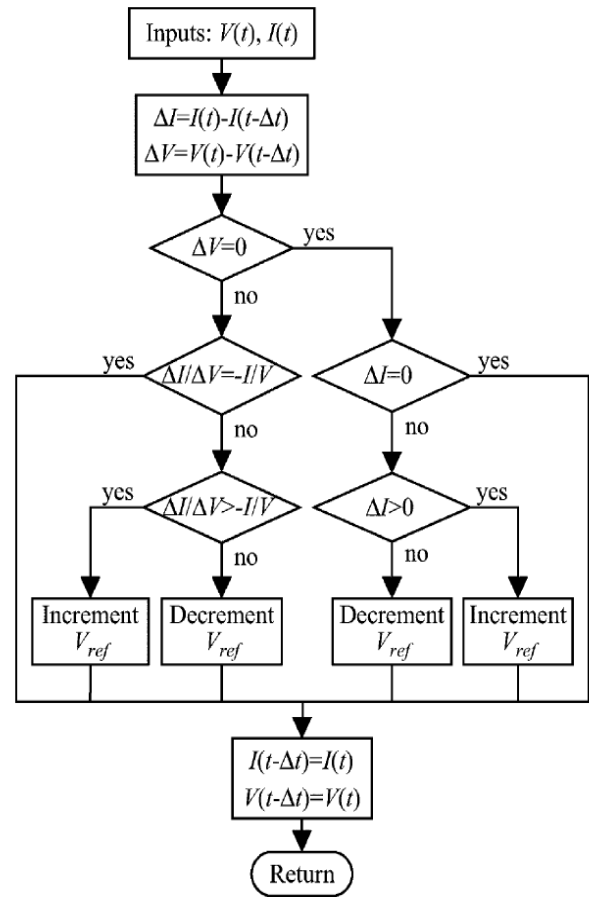 Inputs: V(t), I(t)
ΔI=I(t)-I(t-Δt)
ΔV=V(t)-V(t-Δt)
ΔV=0
yes
no
yes
ΔI/ΔV=-I/V
ΔI=0
yes
no
no
yes
ΔI/ΔV>-I/V
ΔI>0
yes
no
no
Increment
Vref
Decrement
Vref
Decrement
Vref
Increment
Vref
I(t-Δt)=I(t)
V(t-Δt)=V(t)
Return